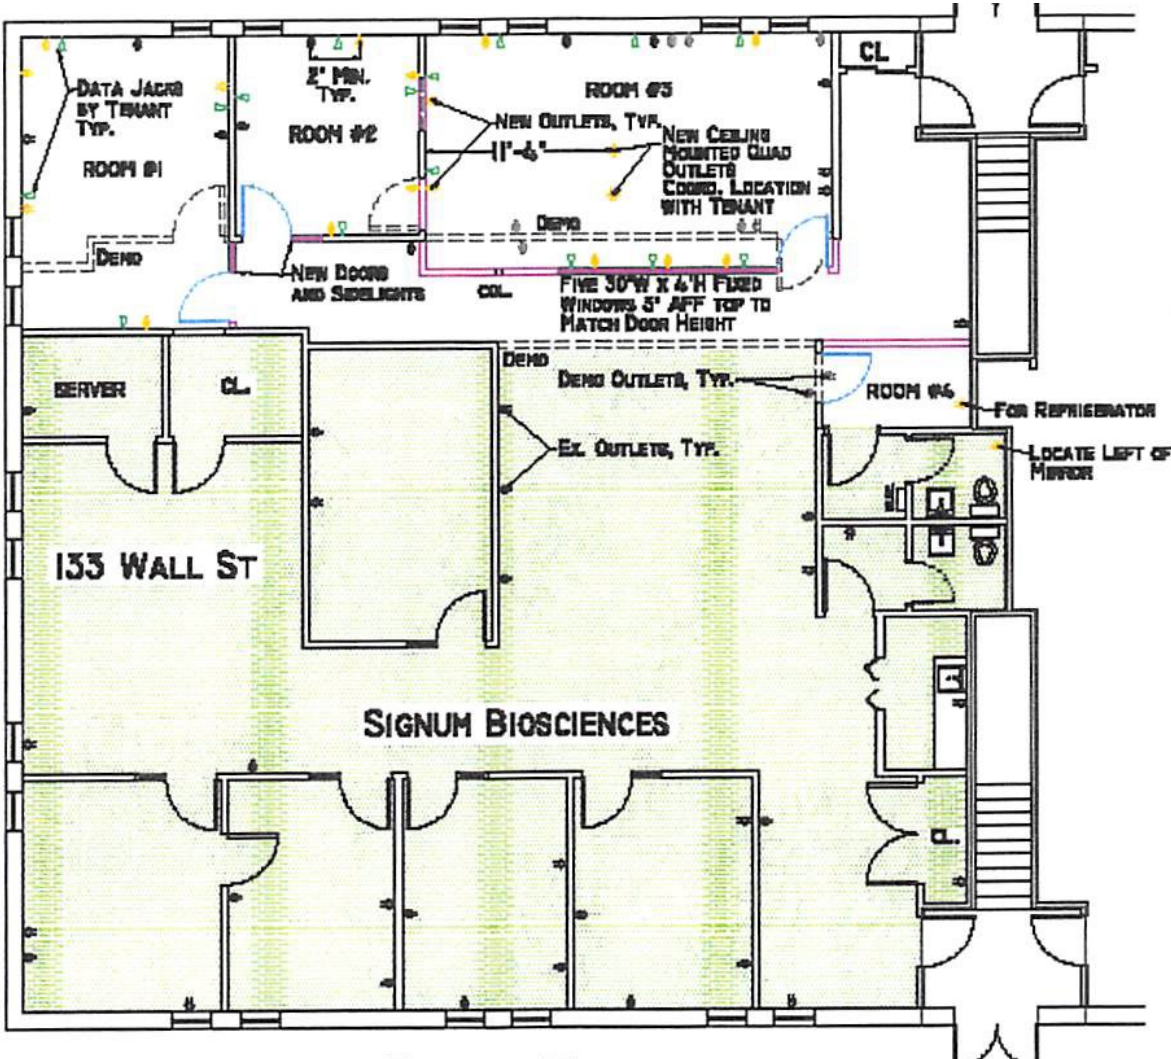 CL
DATA JACKS
BY TENANT
TYP.
ROOM #1
2' MIN.
TYP.
ROOM #2
ROOM #3
NEW OUTLETS, TYP.
NEW CEILING
MOUNTED QUAD
OUTLETS
COORD. LOCATION
WITH TENANT
DEMO
DEMO
NEW DOORS
AND SIDELIGHTS
COL.
FIVE 30"W X 4'H FIXED
WINDOWS 3' AFF TOP TO
MATCH DOOR HEIGHT
DEMO
DEMO OUTLETS, TYP.
SERVER
CL.
ROOM #4
FOR REFRIGERATOR
EX. OUTLETS, TYP.
LOCATE LEFT OF
MIRROR
133 WALL ST
SIGNUM BIOSCIENCES
P.